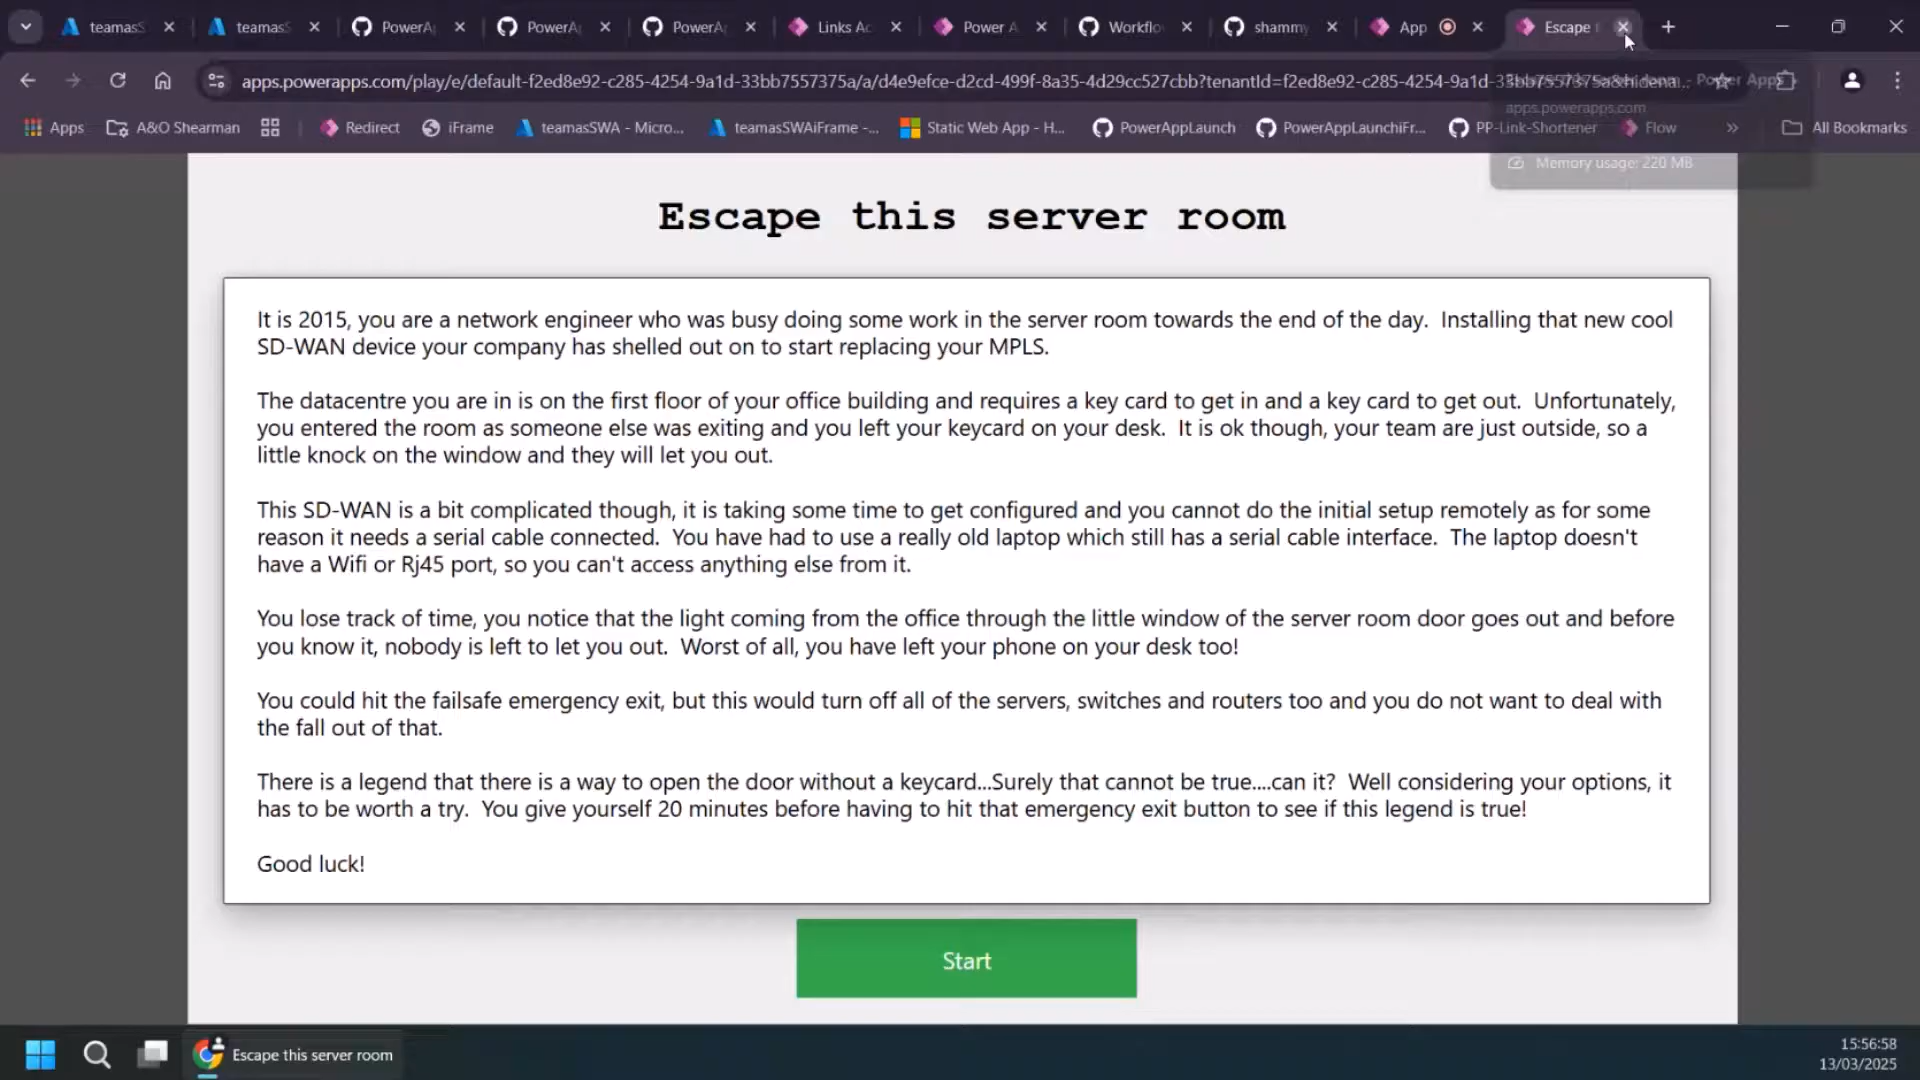 teamasS
teamasS
PowerA
PowerA
PowerA
Links Ac
Power A
Workflo
shammy
App
Escape t
apps.powerapps.com/play/e/default-f2ed8e92-c285-4254-9a1d-33bb7557375a/a/d4e9efce-d2cd-499f-8a35-4d29cc527cbb?tenantId=f2ed8e92-c285-4254-9a1d-33bb7557375a&hidena...
Power Apps
apps.powerapps.com
Apps
A&O Shearman
Redirect
iFrame
teamasSWA - Micro...
teamasSWAiFrame -...
Static Web App - H...
PowerAppLaunch
PowerAppLaunchiFr...
PP-Link-Shortener
Flow
»
All Bookmarks
Memory usage: 220 MB
Escape this server room
It is 2015, you are a network engineer who was busy doing some work in the server room towards the end of the day. Installing that new cool
SD-WAN device your company has shelled out on to start replacing your MPLS.
The datacentre you are in is on the first floor of your office building and requires a key card to get in and a key card to get out. Unfortunately,
you entered the room as someone else was exiting and you left your keycard on your desk. It is ok though, your team are just outside, so a
little knock on the window and they will let you out.
This SD-WAN is a bit complicated though, it is taking some time to get configured and you cannot do the initial setup remotely as for some
reason it needs a serial cable connected. You have had to use a really old laptop which still has a serial cable interface. The laptop doesn't
have a Wifi or Rj45 port, so you can't access anything else from it.
You lose track of time, you notice that the light coming from the office through the little window of the server room door goes out and before
you know it, nobody is left to let you out. Worst of all, you have left your phone on your desk too!
You could hit the failsafe emergency exit, but this would turn off all of the servers, switches and routers too and you do not want to deal with
the fall out of that.
There is a legend that there is a way to open the door without a keycard...Surely that cannot be true....can it? Well considering your options, it
has to be worth a try. You give yourself 20 minutes before having to hit that emergency exit button to see if this legend is true!
Good luck!
Start
Escape this server room
15:56:58
13/03/2025